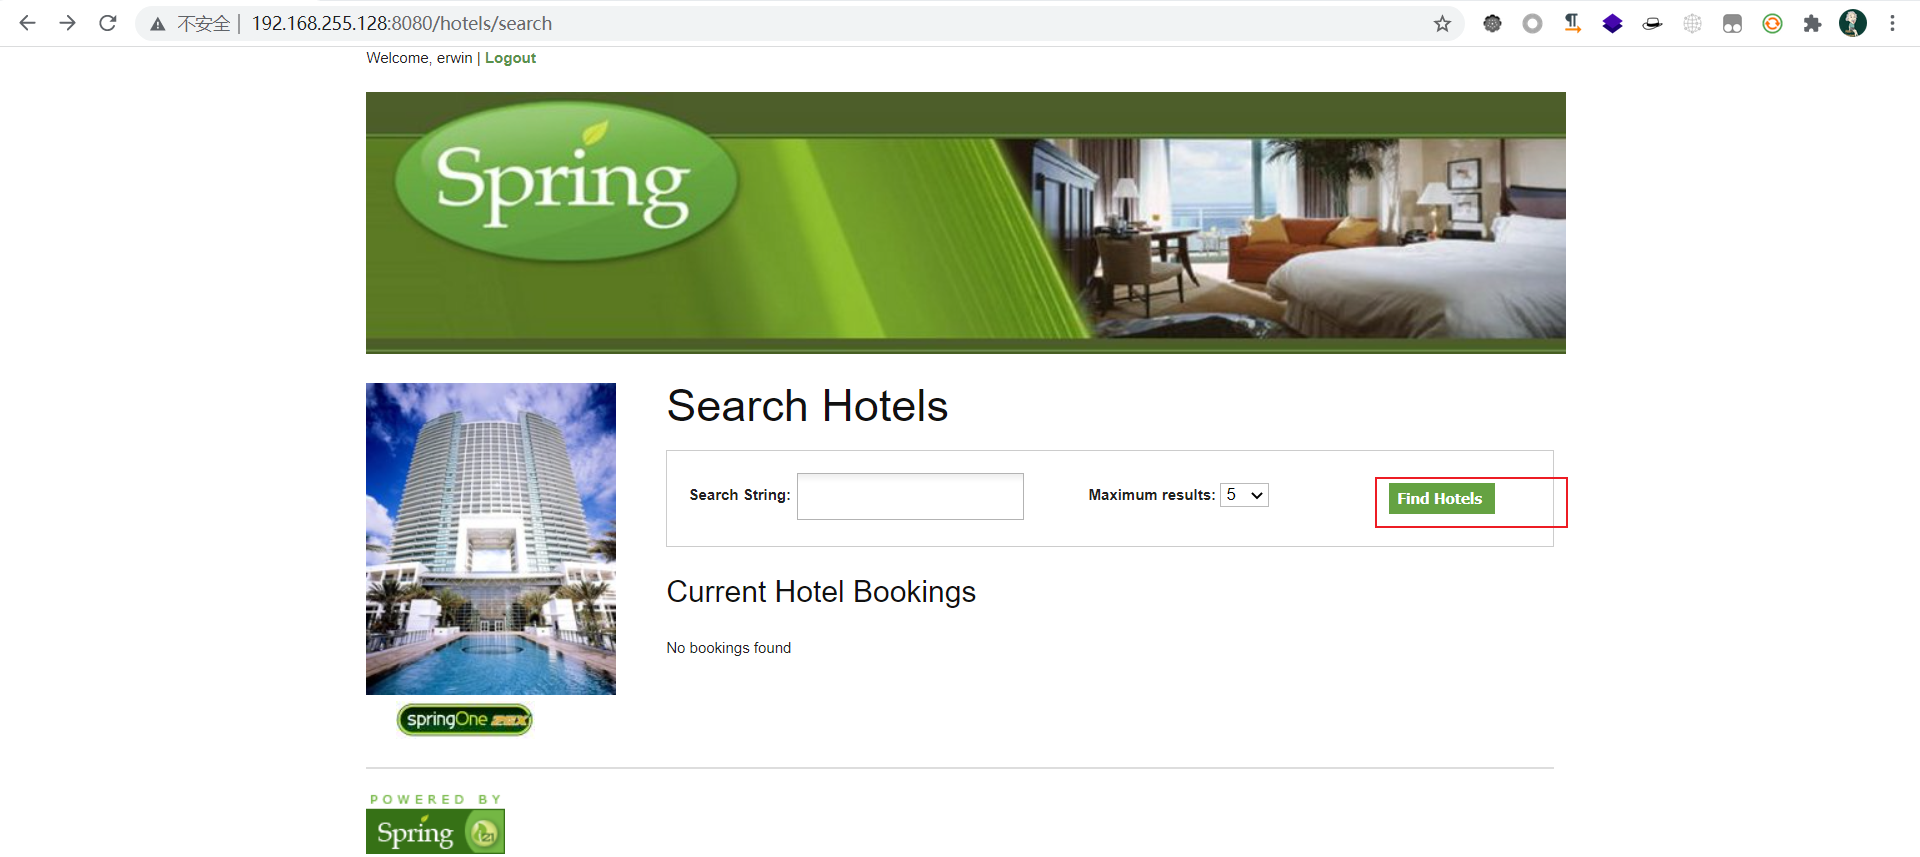 不安全 | 192.168.255.128:8080/hotels/search
Welcome, erwin | Logout
Spring
Search Hotels
Search String:
Maximum results: 5
Find Hotels
Current Hotel Bookings
No bookings found
springOne 2GX
POWERED BY
Spring